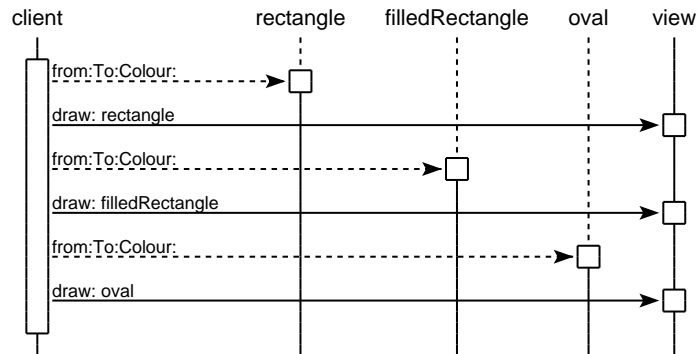 client rectangle filledRectangle oval view
from:To:Colour:
draw: rectangle
from:To:Colour:
draw: filledRectangle
from:To:Colour:
draw: oval